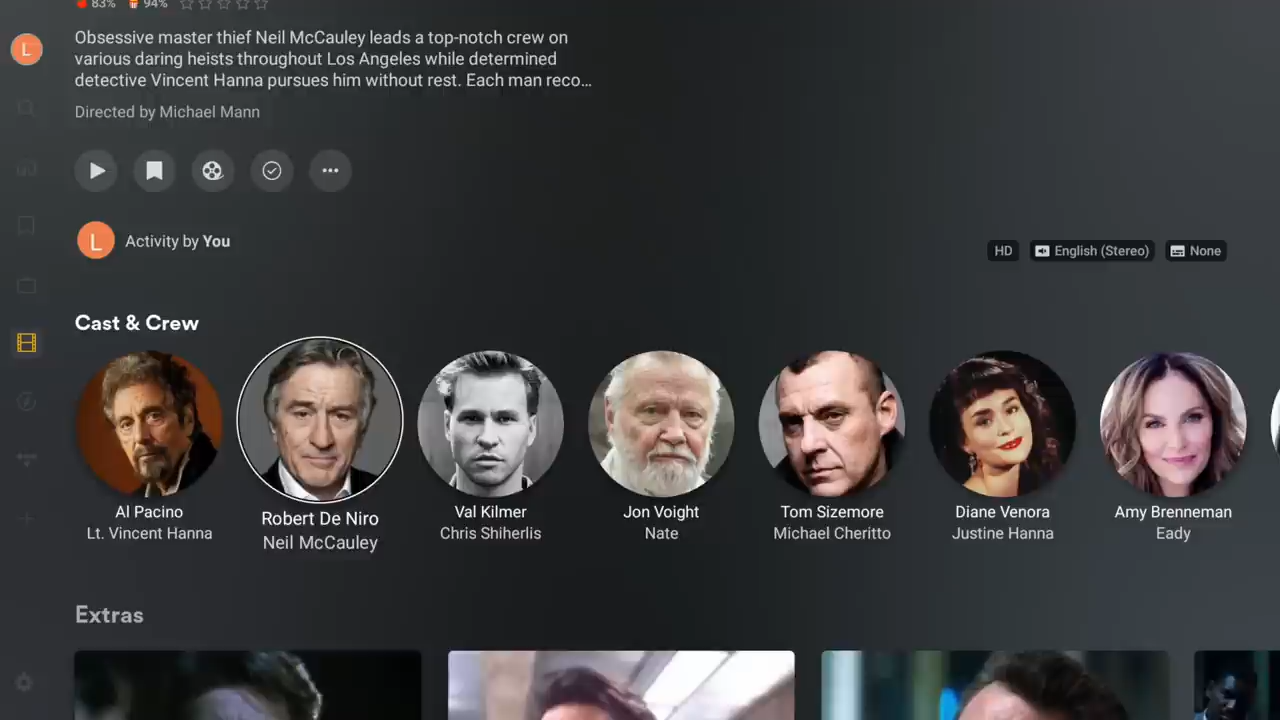 83% 94%
L
Obsessive master thief Neil McCauley leads a top-notch crew on
various daring heists throughout Los Angeles while determined
detective Vincent Hanna pursues him without rest. Each man reco...
Directed by Michael Mann
L
Activity by You
HD English (Stereo) None
Cast & Crew
Al Pacino
Lt. Vincent Hanna
Robert De Niro
Neil McCauley
Val Kilmer
Chris Shiherlis
Jon Voight
Nate
Tom Sizemore
Michael Cheritto
Diane Venora
Justine Hanna
Amy Brenneman
Eady
Extras